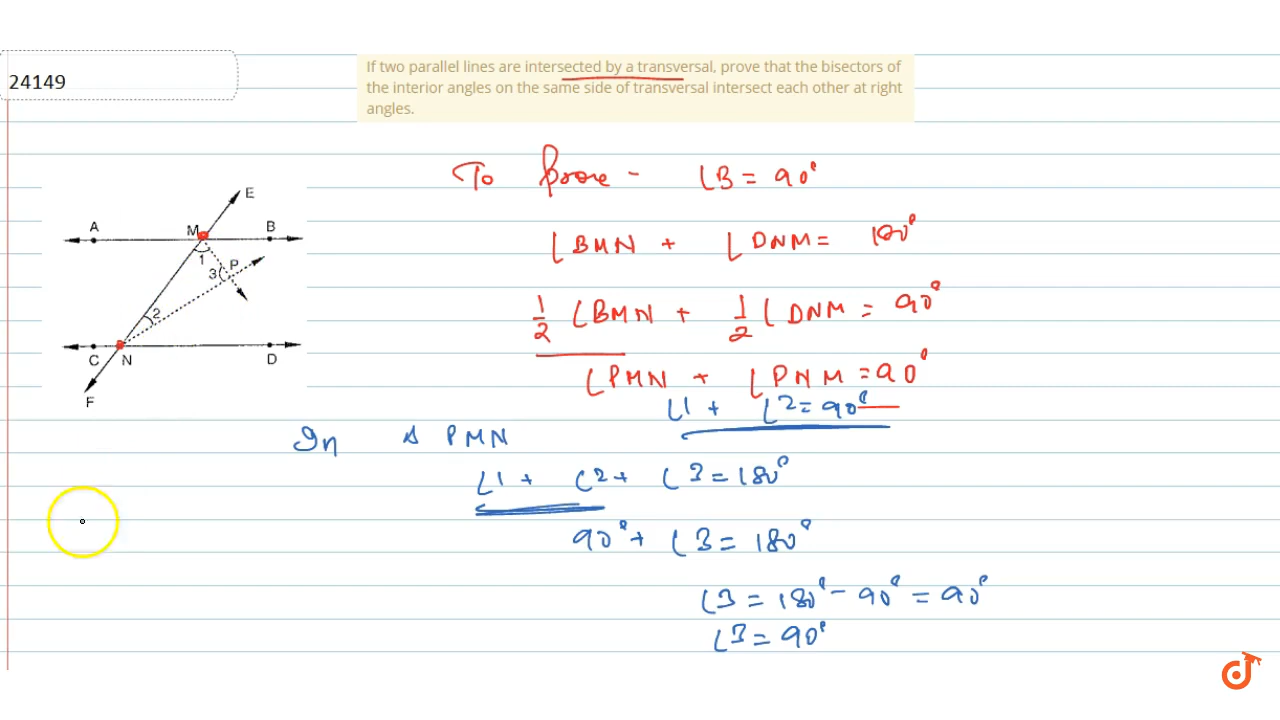 24149
If two parallel lines are intersected by a transversal, prove that the bisectors of
the interior angles on the same side of transversal intersect each other at right
angles.
To Prove - ∠3 = 90°
∠BMN + ∠DNM = 180°
1/2 ∠BMN + 1/2 ∠DNM = 90°
∠PMN + ∠PNM = 90°
∠1 + ∠2 = 90°
In Δ PMN
∠1 + ∠2 + ∠3 = 180°
90° + ∠3 = 180°
∠3 = 180° - 90° = 90°
∠3 = 90°
E
A M B
1 P
3
2
C N D
F